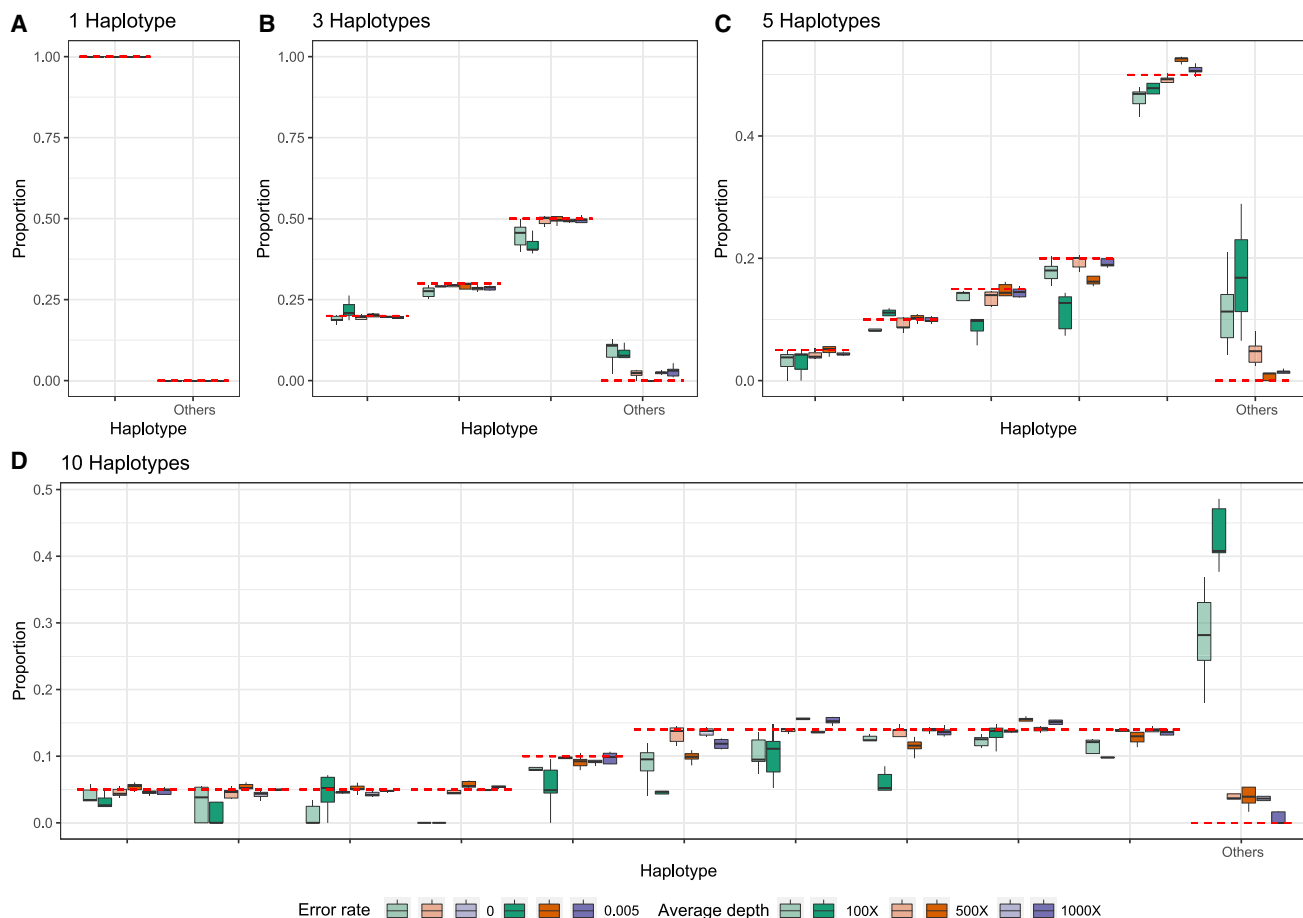 A 1 Haplotype
1.00
0.75
0.50
0.25
0.00
Proportion
Others
Haplotype
B 3 Haplotypes
1.00
0.75
0.50
0.25
0.00
Proportion
Others
Haplotype
C 5 Haplotypes
0.4
0.2
0.0
Proportion
Others
Haplotype
D 10 Haplotypes
0.5
0.4
0.3
0.2
0.1
0.0
Proportion
Others
Haplotype
Error rate 0 0.005 Average depth 100X 500X 1000X